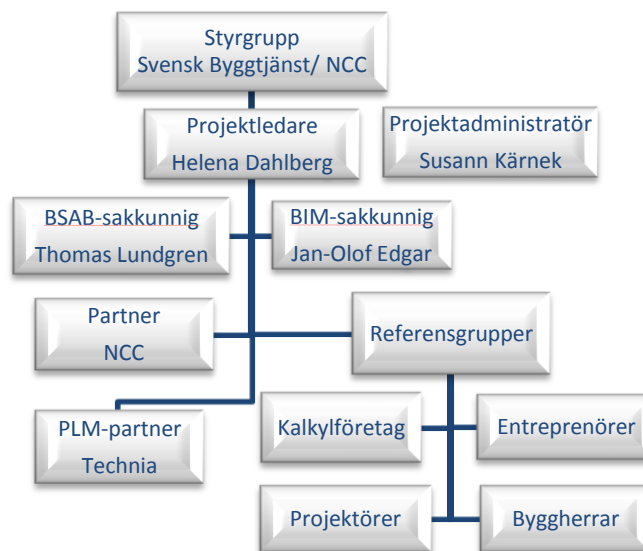 Styrgrupp
Svensk Byggtjänst/ NCC
Projektledare
Helena Dahlberg
Projektadministratör
Susann Kärnek
BSAB-sakkunnig
Thomas Lundgren
BIM-sakkunnig
Jan-Olof Edgar
Partner
NCC
Referensgrupper
PLM-partner
Technia
Kalkylföretag
Entreprenörer
Projektörer
Byggherrar